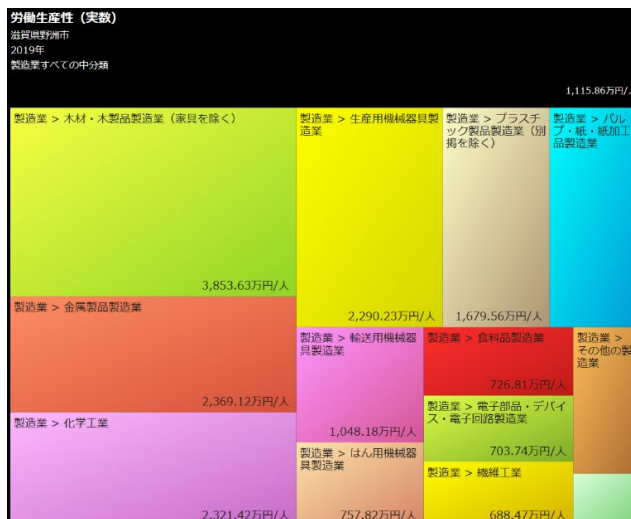 労働生産性（実数）
滋賀県野洲市
2019年
製造業すべての中分類
1,115.86万円/人
製造業 > 木材・木製品製造業（家具を除く）
3,853.63万円/人
製造業 > 金属製品製造業
2,369.12万円/人
製造業 > 化学工業
2,321.42万円/人
製造業 > 生産用機械器具製
造業
2,290.23万円/人
製造業 > プラスチ
ック製品製造業（別
掲を除く）
1,679.56万円/人
製造業 > パル
プ・紙・紙加工
品製造業
製造業 > 輸送用機械器
具製造業
1,048.18万円/人
製造業 > はん用機械器
具製造業
757.82万円/人
製造業 > 食料品製造業
726.81万円/人
製造業 > 電子部品・デバイ
ス・電子回路製造業
703.74万円/人
製造業 > 繊維工業
688.47万円/人
製造業 >
その他の製
造業